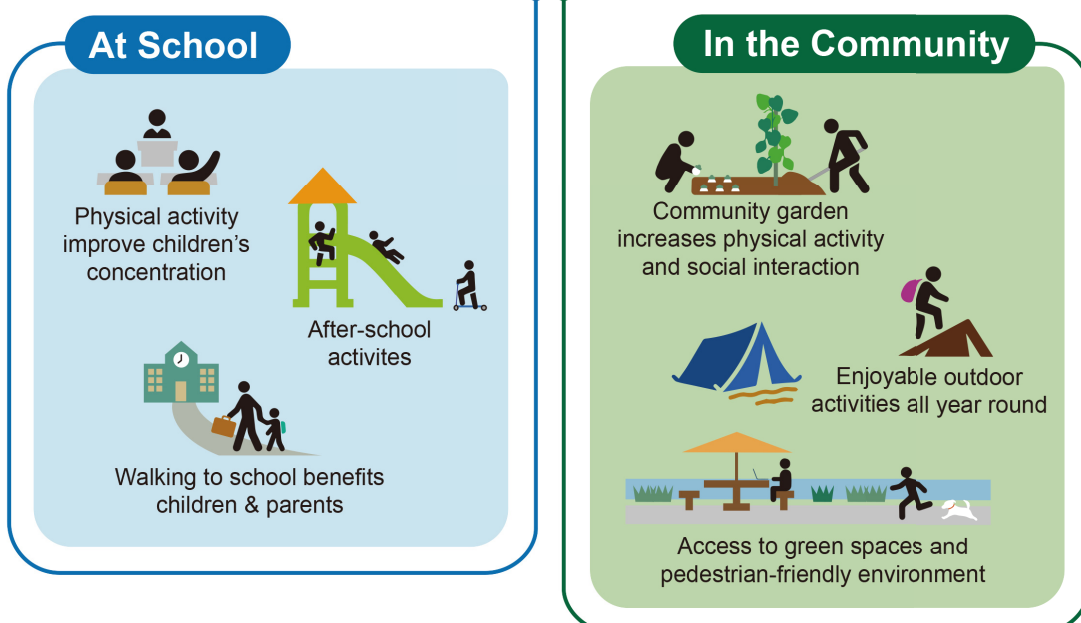 At School
Physical activity
improve children's
concentration
After-school
activites
Walking to school benefits
children & parents
In the Community
Community garden
increases physical activity
and social interaction
Enjoyable outdoor
activities all year round
Access to green spaces and
pedestrian-friendly environment